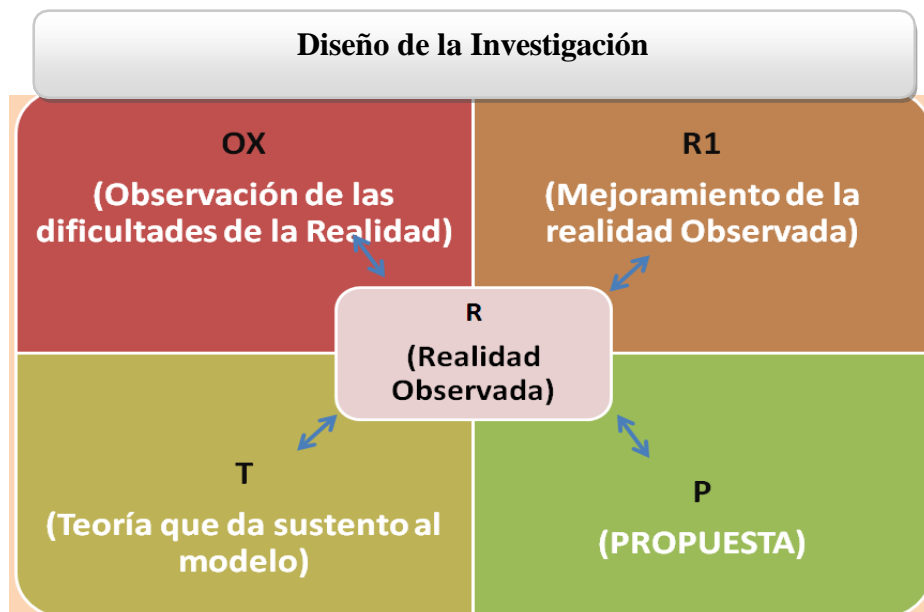 Diseño de la Investigación
OX
(Observación de las
dificultades de la Realidad)
R1
(Mejoramiento de la
realidad Observada)
R
(Realidad
Observada)
T
(Teoría que da sustento al
modelo)
P
(PROPUESTA)